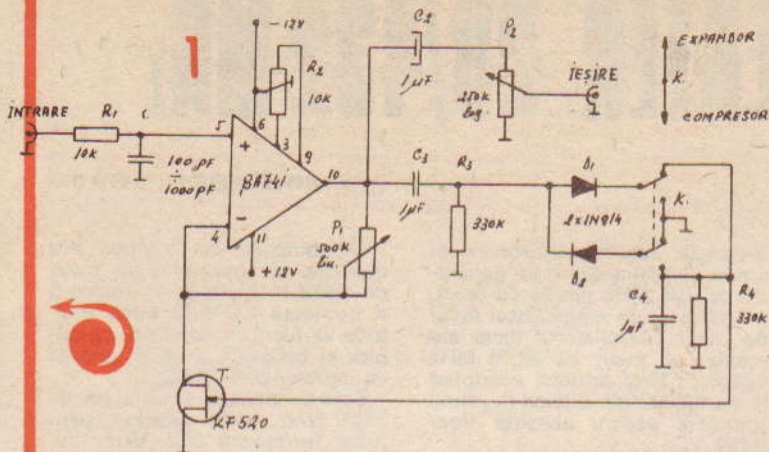 1
- 12V
R2
10K
C2
1µF
P2
250K
log.
IEȘIRE
EXPANDOR
K.
COMPRESOR
INTRARE
R1
10K
C.
100pF
÷
1000pF
5
6
3
9
10
4
11
+
-
βA741
+12V
P1
500K
lin.
C3
1µF
R3
330K
D1
2x1N914
D2
K.
C4
1µF
R4
330K
T
KF520